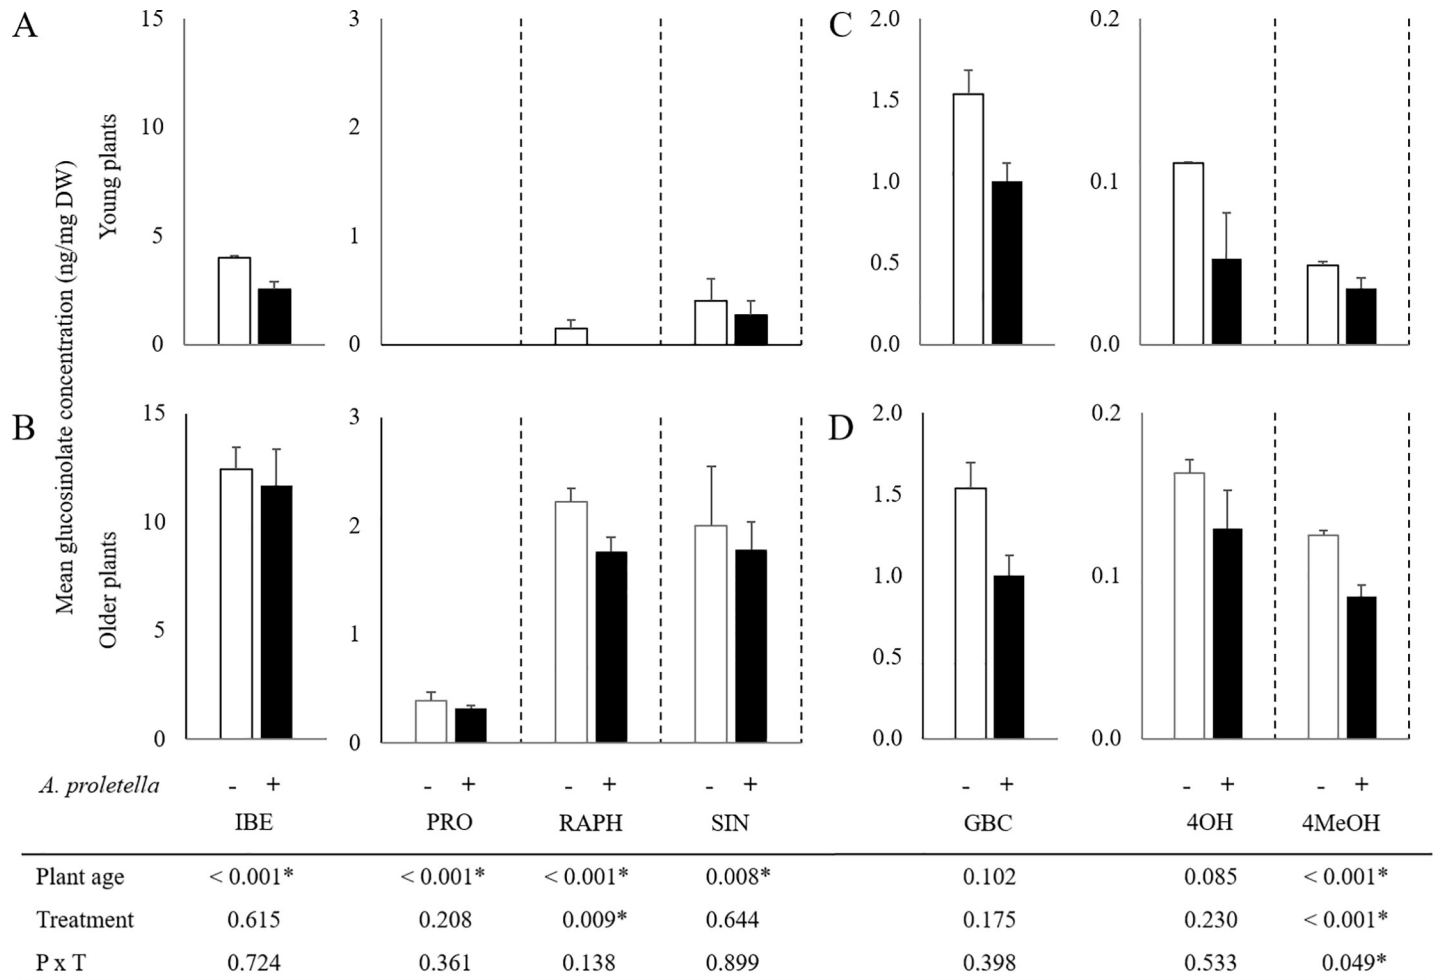 A
15
10
5
0
3
2
1
0
C
2.0
1.5
1.0
0.5
0.0
0.2
0.1
0.0
Mean glucosinolate concentration (ng/mg DW)
Young plants
Older plants
B
15
10
5
0
3
2
1
0
D
2.0
1.5
1.0
0.5
0.0
0.2
0.1
0.0
A. proletella - + - + - + - + - + - + - +
IBE PRO RAPH SIN GBC 4OH 4MeOH
Plant age < 0.001* < 0.001* < 0.001* 0.008* 0.102 0.085 < 0.001*
Treatment 0.615 0.208 0.009* 0.644 0.175 0.230 < 0.001*
P x T 0.724 0.361 0.138 0.899 0.398 0.533 0.049*